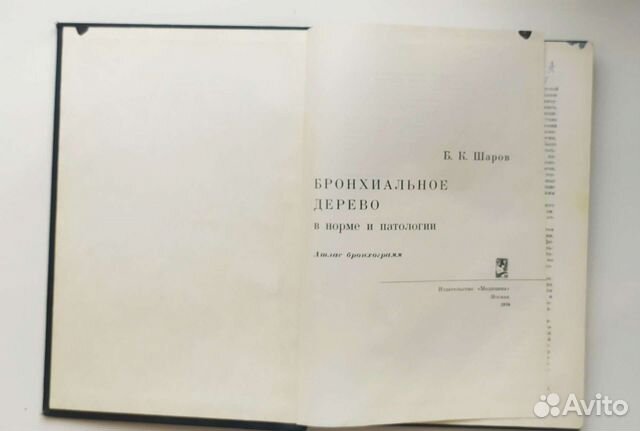 Б. К. Шаров
БРОНХИАЛЬНОЕ
ДЕРЕВО
в норме и патологии
Атлас бронхограмм
Издательство «Медицина»
Москва
Avito